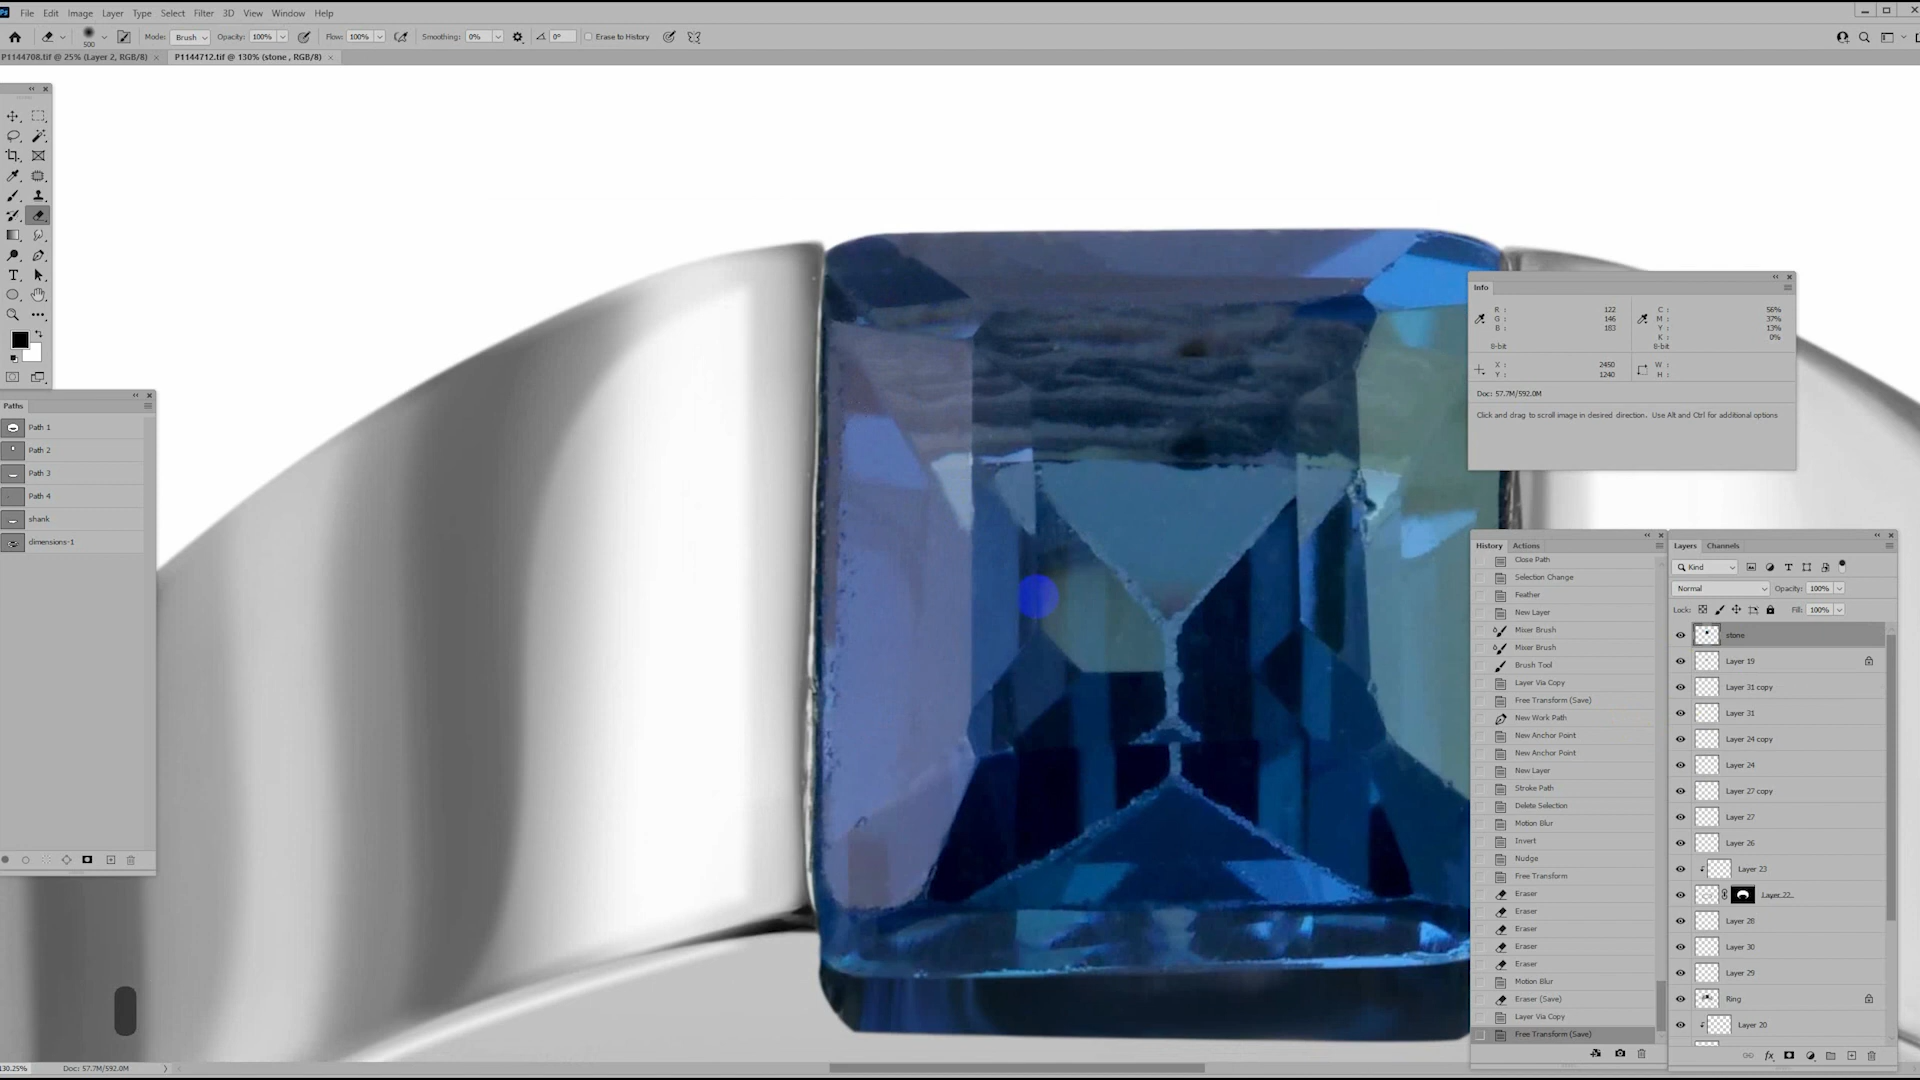 File Edit Image Layer Type Select Filter 3D View Window Help
500 Mode: Brush Opacity: 100% Flow: 100% Smoothing: 0% 0° Erase to History
P1144708.tif @ 25% (Layer 2, RGB/8) × P1144712.tif @ 130% (stone , RGB/8) ×
Paths
Path 1
Path 2
Path 3
Path 4
shank
dimensions-1
Info
R : 122 C : 56%
G : 146 M : 37%
B : 183 Y : 13%
K : 0%
8-bit 8-bit
X : 2450 W :
Y : 1240 H :
Doc: 57.7M/592.0M
Click and drag to scroll image in desired direction. Use Alt and Ctrl for additional options
History Actions
Close Path
Selection Change
Feather
New Layer
Mixer Brush
Mixer Brush
Brush Tool
Layer Via Copy
Free Transform (Save)
New Work Path
New Anchor Point
New Anchor Point
New Layer
Stroke Path
Delete Selection
Motion Blur
Invert
Nudge
Free Transform
Eraser
Eraser
Eraser
Eraser
Eraser
Motion Blur
Eraser (Save)
Layer Via Copy
Free Transform (Save)
Layers Channels
Kind
Normal Opacity: 100%
Lock: Fill: 100%
stone
Layer 19
Layer 31 copy
Layer 31
Layer 24 copy
Layer 24
Layer 27 copy
Layer 27
Layer 26
Layer 23
Layer 22...
Layer 28
Layer 30
Layer 29
Ring
Layer 20
130.25% Doc: 57.7M/592.0M